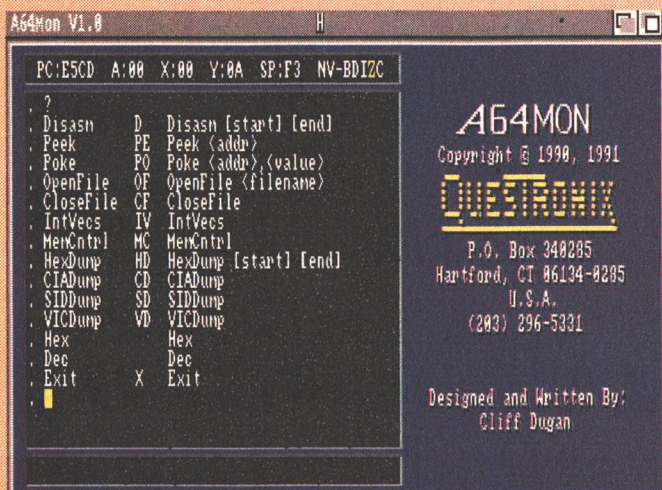 A64Mon V1.0
PC:E5CD A:00 X:00 Y:0A SP:F3 NV-BDIZC
. ?
. Disasm D Disasm [start] [end]
. Peek PE Peek <addr>
. Poke PO Poke <addr>,<value>
. OpenFile OF OpenFile <filename>
. CloseFile CF CloseFile
. IntVecs IV IntVecs
. MemCntrl MC MemCntrl
. HexDump HD HexDump [start] [end]
. CIADump CD CIADump
. SIDDump SD SIDDump
. VICDump VD VICDump
. Hex Hex
. Dec Dec
. Exit X Exit
.
A64MON
Copyright © 1990, 1991
QUESTRONIX
P.O. Box 340285
Hartford, CT 06134-0285
U.S.A.
(203) 296-5331
Designed and Written By:
Cliff Dugan